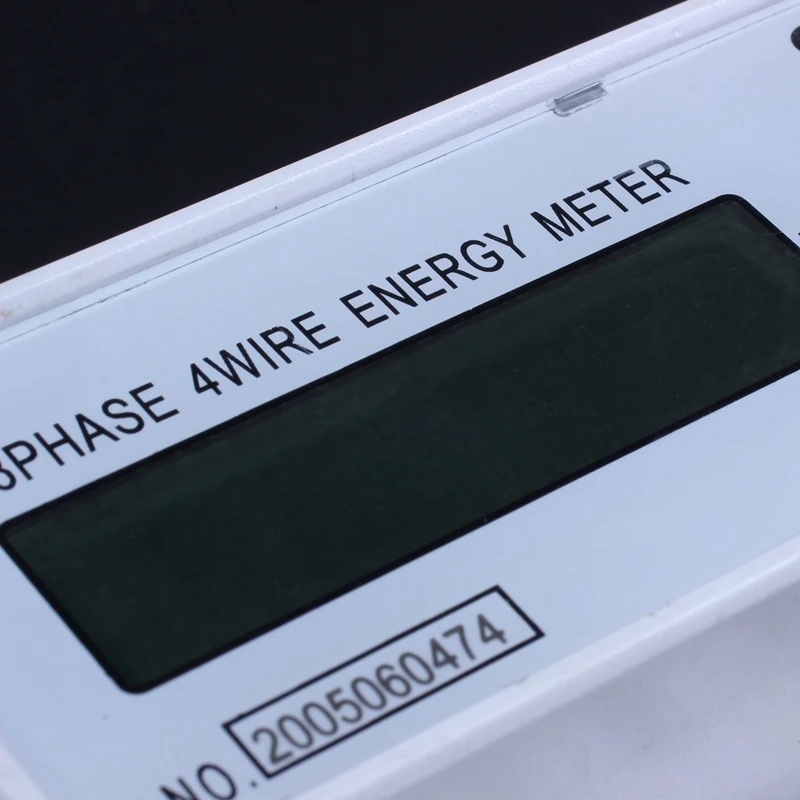 3PHASE 4WIRE ENERGY METER
NO. 2005060474